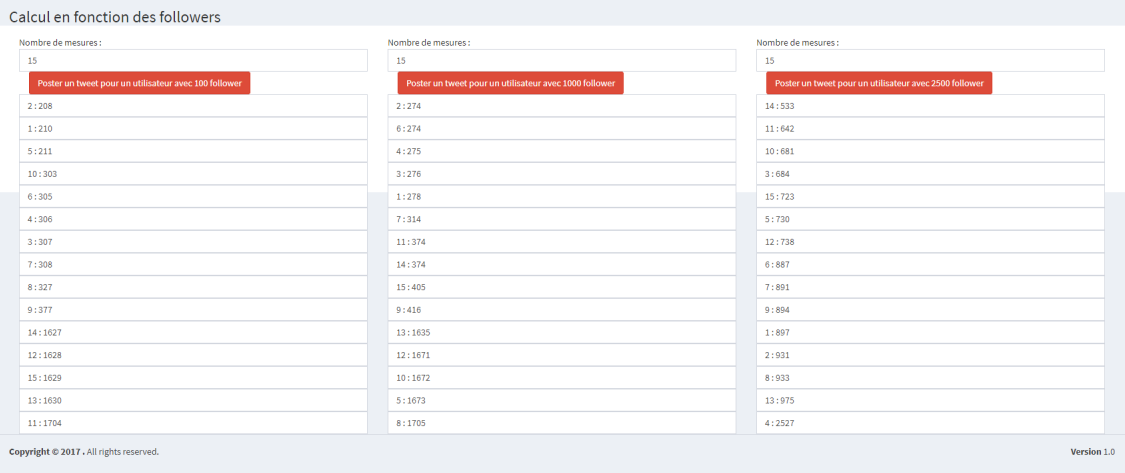 Calcul en fonction des followers
Nombre de mesures :
15
Poster un tweet pour un utilisateur avec 100 follower
2 : 208
1 : 210
5 : 211
10 : 303
6 : 305
4 : 306
3 : 307
7 : 308
8 : 327
9 : 377
14 : 1627
12 : 1628
15 : 1629
13 : 1630
11 : 1704
Nombre de mesures :
15
Poster un tweet pour un utilisateur avec 1000 follower
2 : 274
6 : 274
4 : 275
3 : 276
1 : 278
7 : 314
11 : 374
14 : 374
15 : 405
9 : 416
13 : 1635
12 : 1671
10 : 1672
5 : 1673
8 : 1705
Nombre de mesures :
15
Poster un tweet pour un utilisateur avec 2500 follower
14 : 533
11 : 642
10 : 681
3 : 684
15 : 723
5 : 730
12 : 738
6 : 887
7 : 891
9 : 894
1 : 897
2 : 931
8 : 933
13 : 975
4 : 2527
Copyright © 2017 . All rights reserved.
Version 1.0